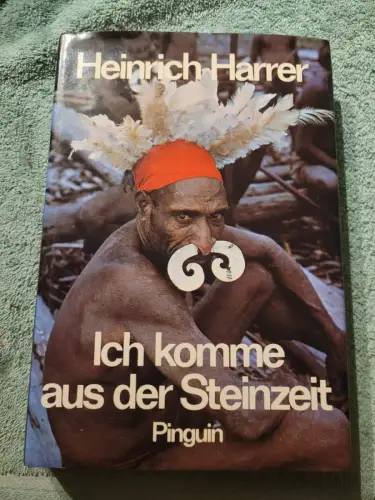 Heinrich Harrer
Ich komme
aus der Steinzeit
Pinguin